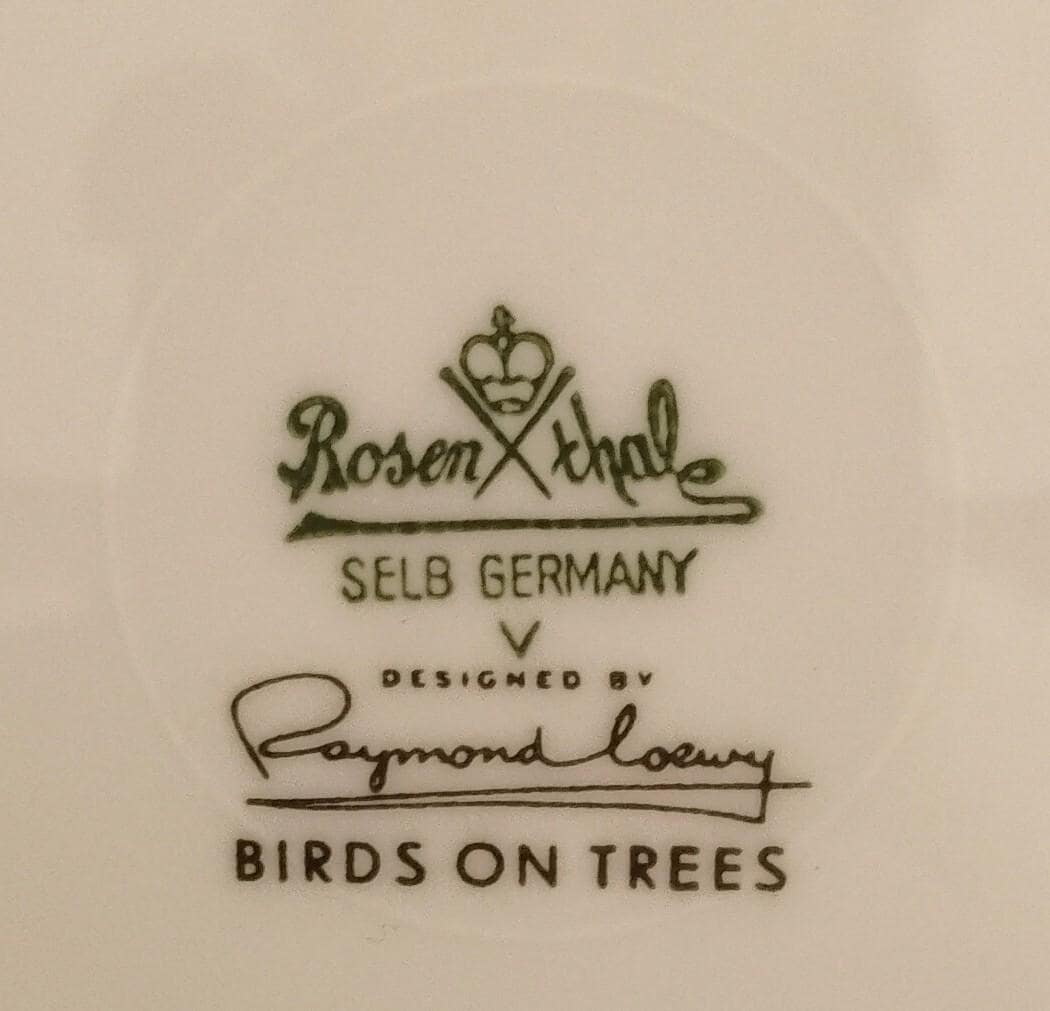 Rosenthal
SELB GERMANY
V
DESIGNED BY
Raymond Loewy
BIRDS ON TREES